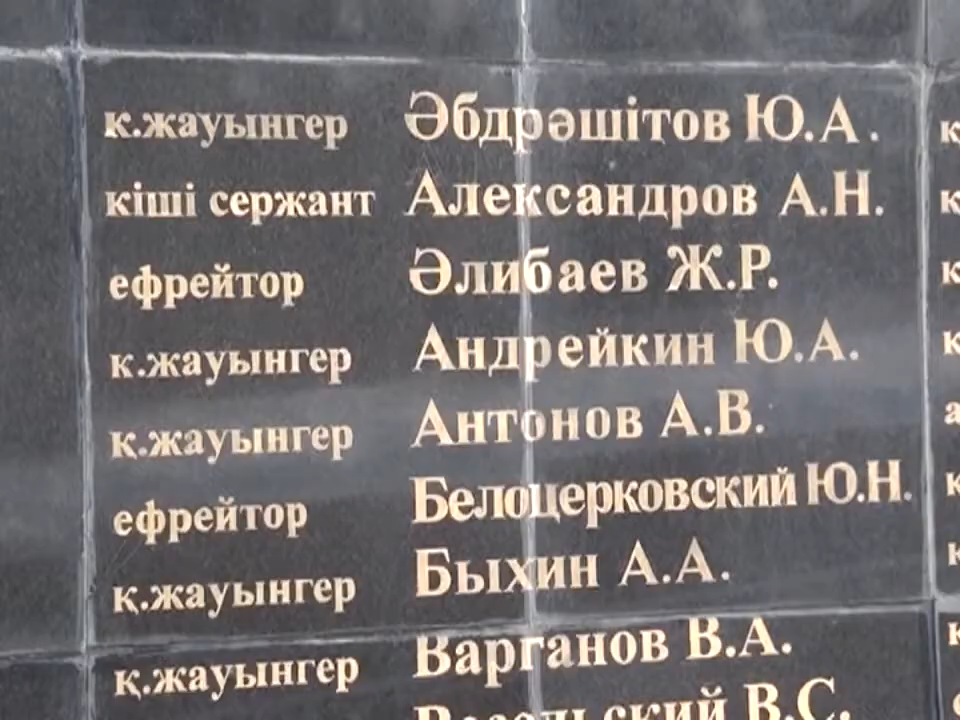 к.жауынгер Әбдрәшітов Ю.А.
кіші сержант Александров А.Н.
ефрейтор Әлибаев Ж.Р.
к.жауынгер Андрейкин Ю.А.
қ.жауынгер Антонов А.В.
ефрейтор Белоцерковский Ю.Н.
қ.жауынгер Быхин А.А.
қ.жауынгер Варганов В.А.
В.С.